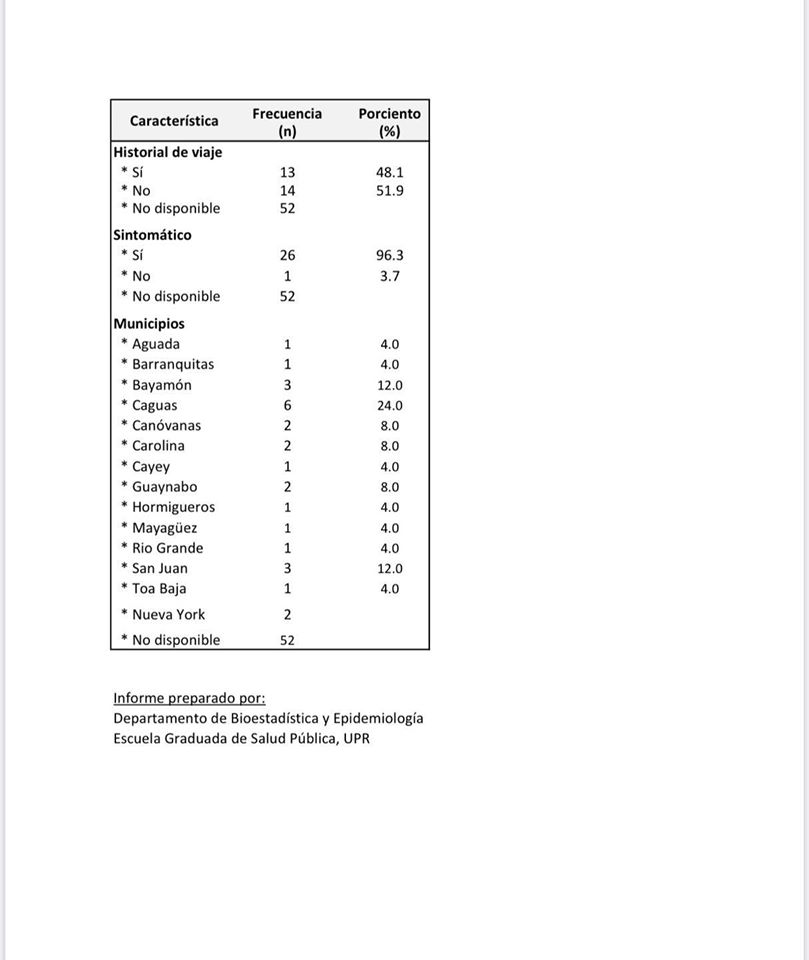 Característica Frecuencia (n) Porciento (%)
Historial de viaje
* Sí 13 48.1
* No 14 51.9
* No disponible 52
Sintomático
* Sí 26 96.3
* No 1 3.7
* No disponible 52
Municipios
* Aguada 1 4.0
* Barranquitas 1 4.0
* Bayamón 3 12.0
* Caguas 6 24.0
* Canóvanas 2 8.0
* Carolina 2 8.0
* Cayey 1 4.0
* Guaynabo 2 8.0
* Hormigueros 1 4.0
* Mayagüez 1 4.0
* Rio Grande 1 4.0
* San Juan 3 12.0
* Toa Baja 1 4.0
* Nueva York 2
* No disponible 52
Informe preparado por:
Departamento de Bioestadística y Epidemiología
Escuela Graduada de Salud Pública, UPR